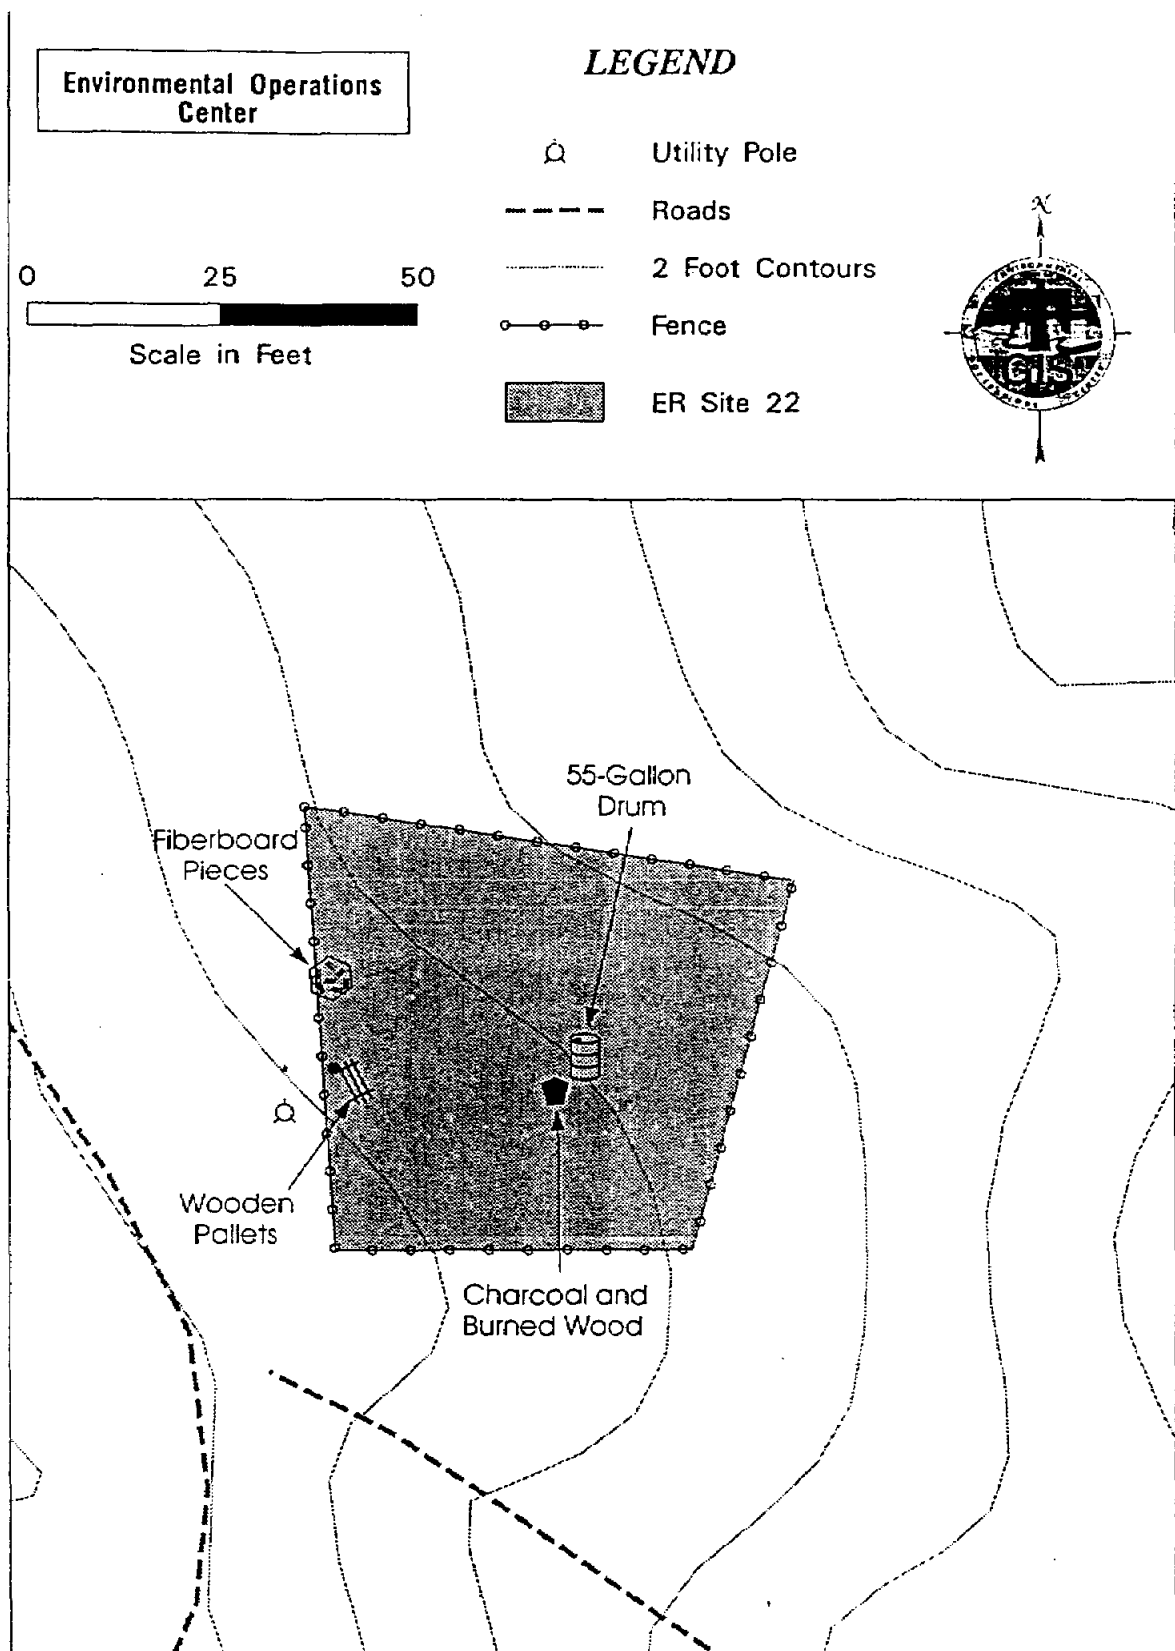 Environmental Operations
Center
LEGEND
Utility Pole
Roads
2 Foot Contours
Fence
ER Site 22
0 25 50
Scale in Feet
N
GIS
55-Gallon
Drum
Fiberboard
Pieces
Wooden
Pallets
Charcoal and
Burned Wood